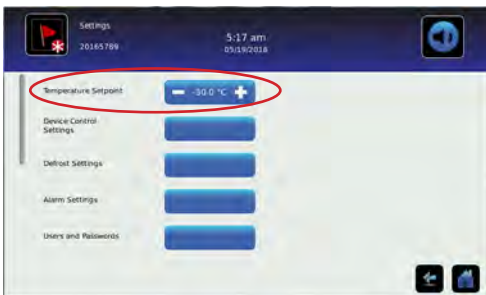 Settings
20165789
5:17 am
05/19/2018
Temperature Setpoint
-30.0 °C
Device Control
Settings
Defrost Settings
Alarm Settings
Users and Passwords